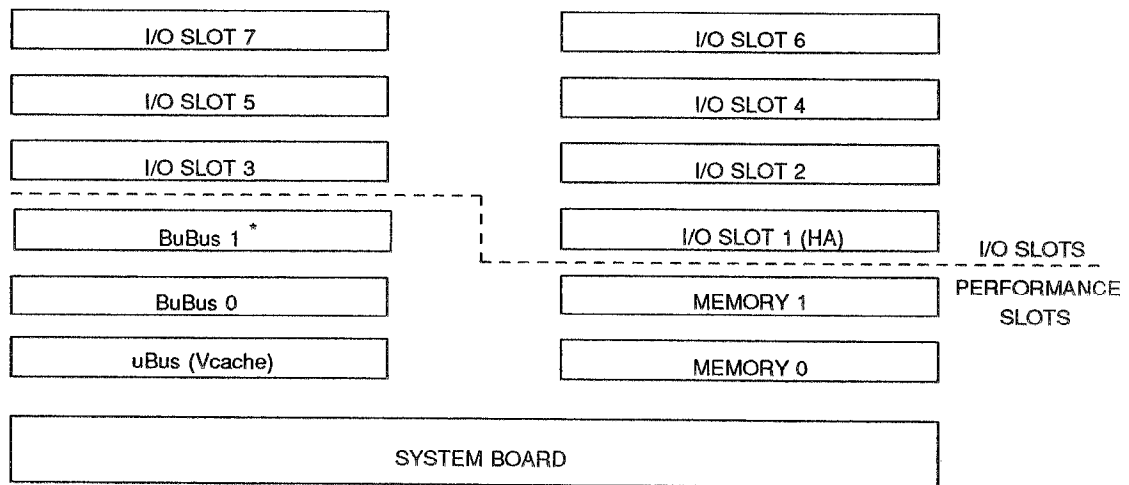 I/O SLOT 7
I/O SLOT 6
I/O SLOT 5
I/O SLOT 4
I/O SLOT 3
I/O SLOT 2
BuBus 1 *
I/O SLOT 1 (HA)
I/O SLOTS
BuBus 0
MEMORY 1
PERFORMANCE
SLOTS
uBus (Vcache)
MEMORY 0
SYSTEM BOARD